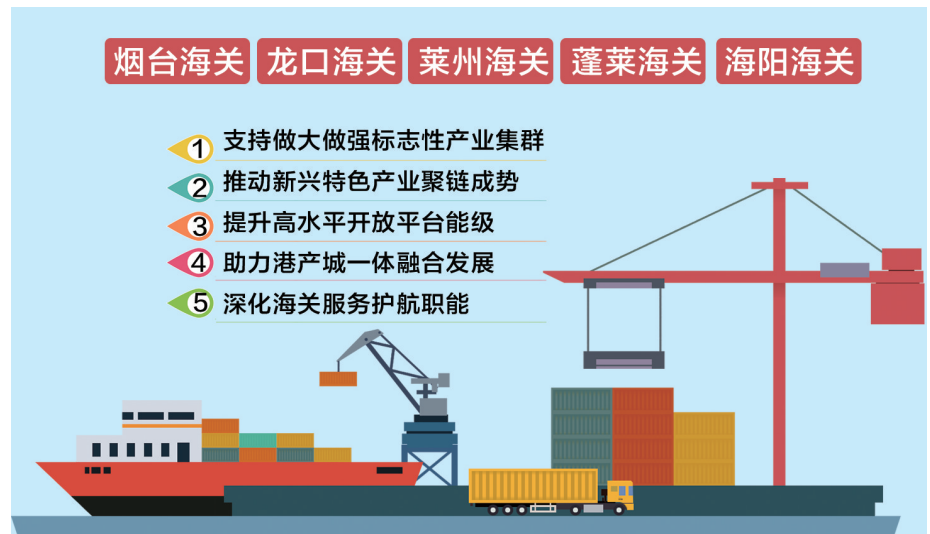 烟台海关 龙口海关 莱州海关 蓬莱海关 海阳海关
1 支持做大做强标志性产业集群
2 推动新兴特色产业聚链成势
3 提升高水平开放平台能级
4 助力港产城一体融合发展
5 深化海关服务护航职能